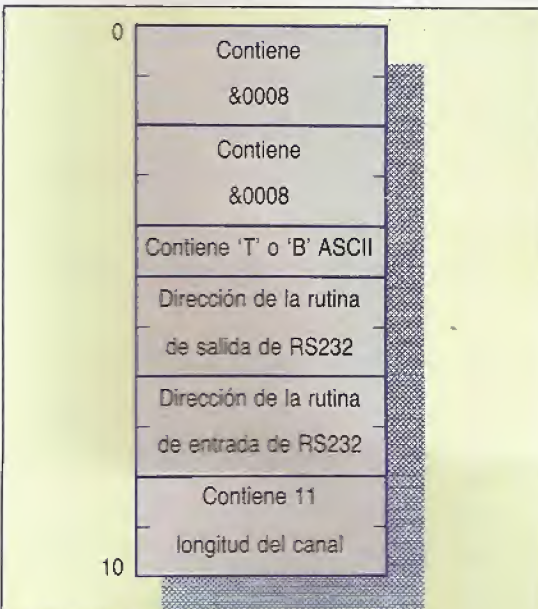 0
Contiene
&0008
Contiene
&0008
Contiene 'T' o 'B' ASCII
Dirección de la rutina
de salida de RS232
Dirección de la rutina
de entrada de RS232
Contiene 11
longitud del canal
10